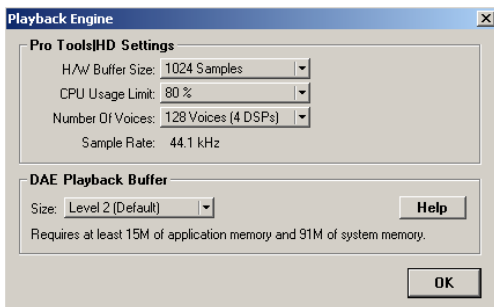 Playback Engine
Pro Tools|HD Settings
H/W Buffer Size: 1024 Samples
CPU Usage Limit: 80 %
Number Of Voices: 128 Voices (4 DSPs)
Sample Rate: 44.1 kHz
DAE Playback Buffer
Size: Level 2 (Default) Help
Requires at least 15M of application memory and 91M of system memory.
OK